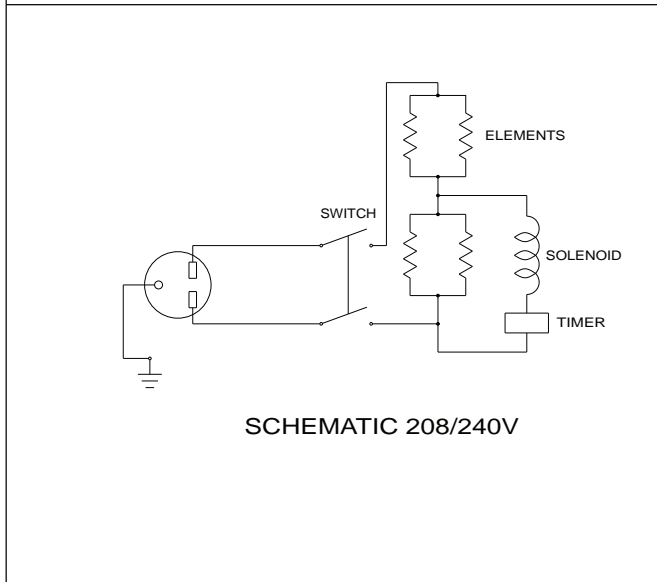 ELEMENTS
SWITCH
SOLENOID
TIMER
SCHEMATIC 208/240V